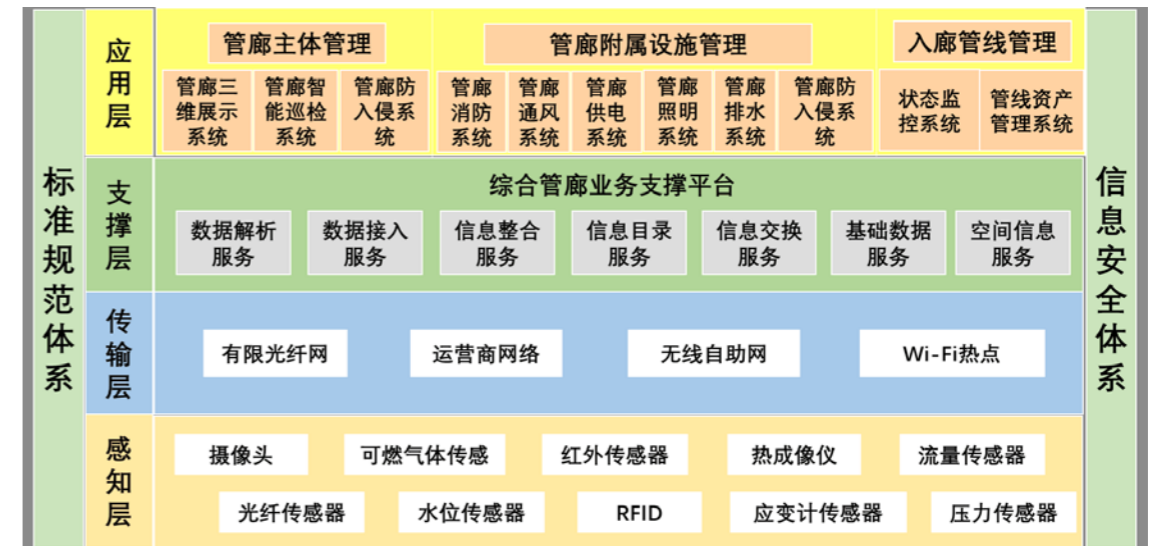 标准规范体系
应用层
管廊主体管理
管廊附属设施管理
入廊管线管理
管廊三
维展示
系统
管廊智
能巡检
系统
管廊防
入侵系
统
管廊
消防
系统
管廊
通风
系统
管廊
供电
系统
管廊
照明
系统
管廊
排水
系统
管廊防
入侵系
统
状态监
控系统
管线资产
管理系统
支撑层
综合管廊业务支撑平台
数据解析
服务
数据接入
服务
信息整合
服务
信息目录
服务
信息交换
服务
基础数据
服务
空间信息
服务
传输层
有限光纤网
运营商网络
无线自助网
Wi-Fi热点
感知层
摄像头
可燃气体传感
红外传感器
热成像仪
流量传感器
光纤传感器
水位传感器
RFID
应变计传感器
压力传感器
信息安全体系